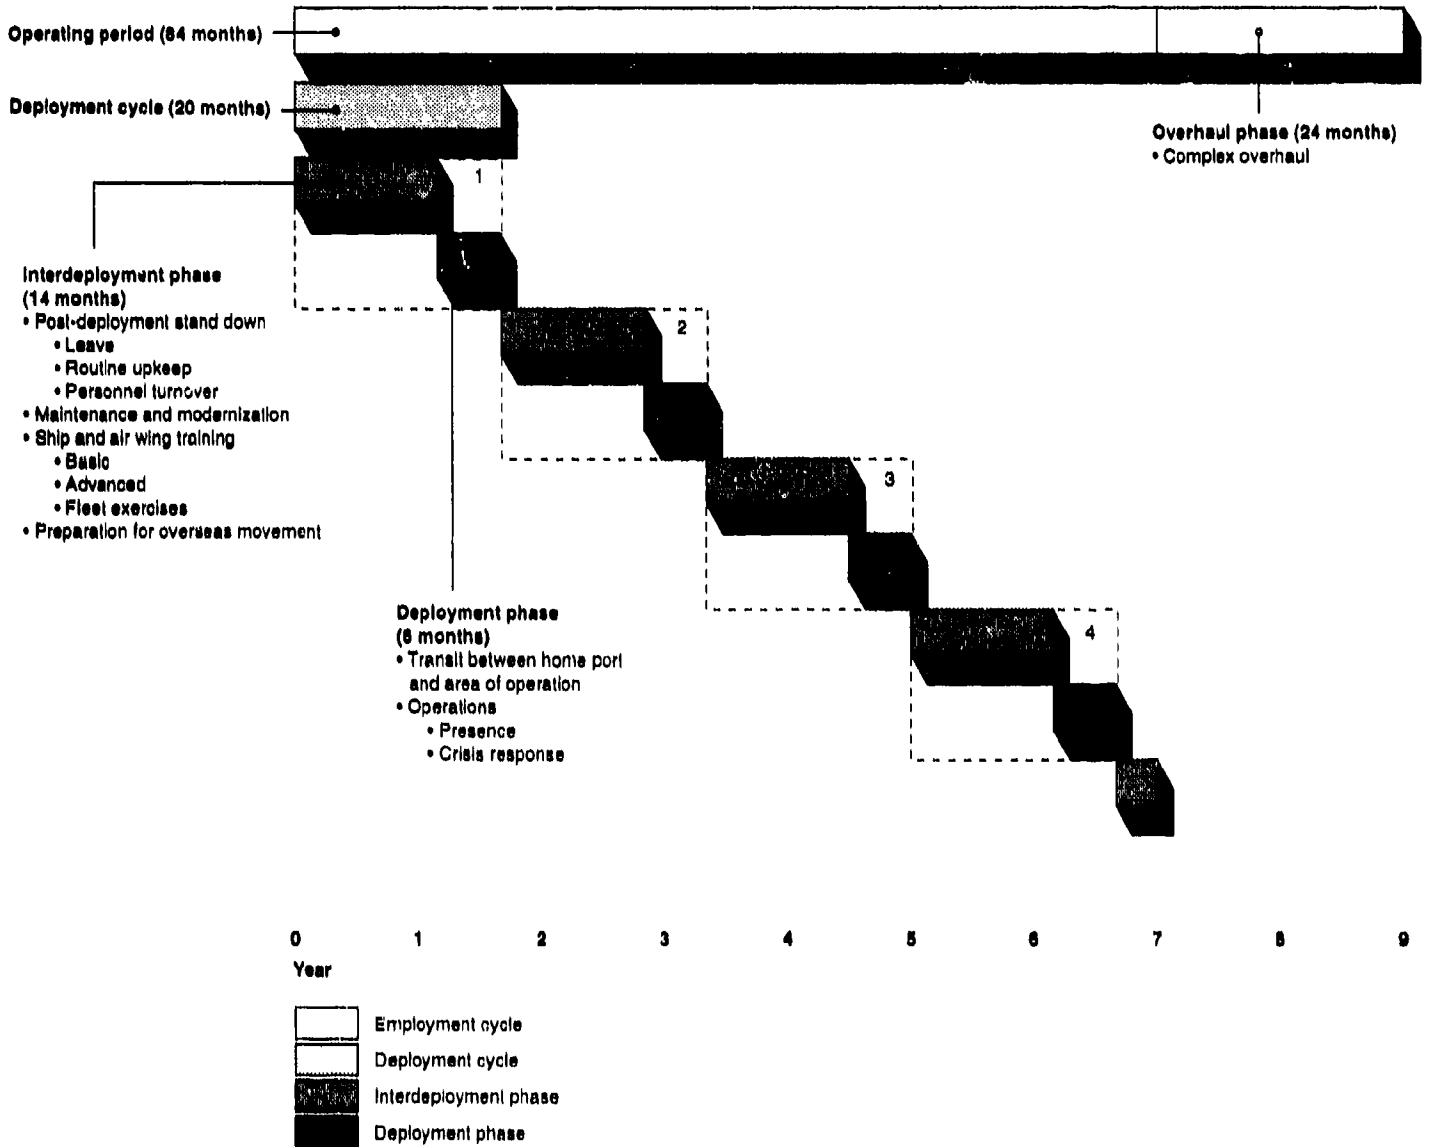 Operating period (84 months)
Deployment cycle (20 months)
Overhaul phase (24 months)
• Complex overhaul
1
Interdeployment phase
(14 months)
• Post-deployment stand down
• Leave
• Routine upkeep
• Personnel turnover
• Maintenance and modernization
• Ship and air wing training
• Basic
• Advanced
• Fleet exercises
• Preparation for overseas movement
2
3
Deployment phase
(6 months)
• Transit between home port
and area of operation
• Operations
• Presence
• Crisis response
4
0 1 2 3 4 5 6 7 8 9
Year
Employment cycle
Deployment cycle
Interdeployment phase
Deployment phase